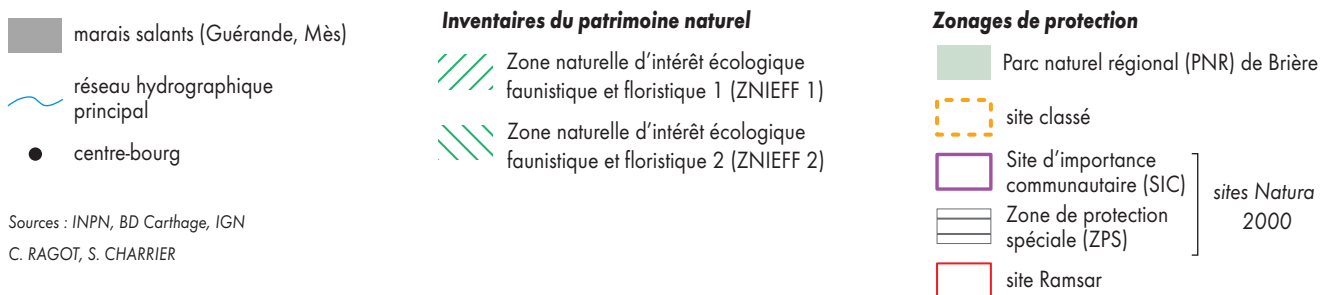 marais salants (Guérande, Mès)
réseau hydrographique
principal
centre-bourg
Sources : INPN, BD Carthage, IGN
C. RAGOT, S. CHARRIER
Inventaires du patrimoine naturel
Zone naturelle d'intérêt écologique
faunistique et floristique 1 (ZNIEFF 1)
Zone naturelle d'intérêt écologique
faunistique et floristique 2 (ZNIEFF 2)
Zonages de protection
Parc naturel régional (PNR) de Brière
site classé
Site d'importance
communautaire (SIC)
Zone de protection
spéciale (ZPS)
sites Natura
2000
site Ramsar